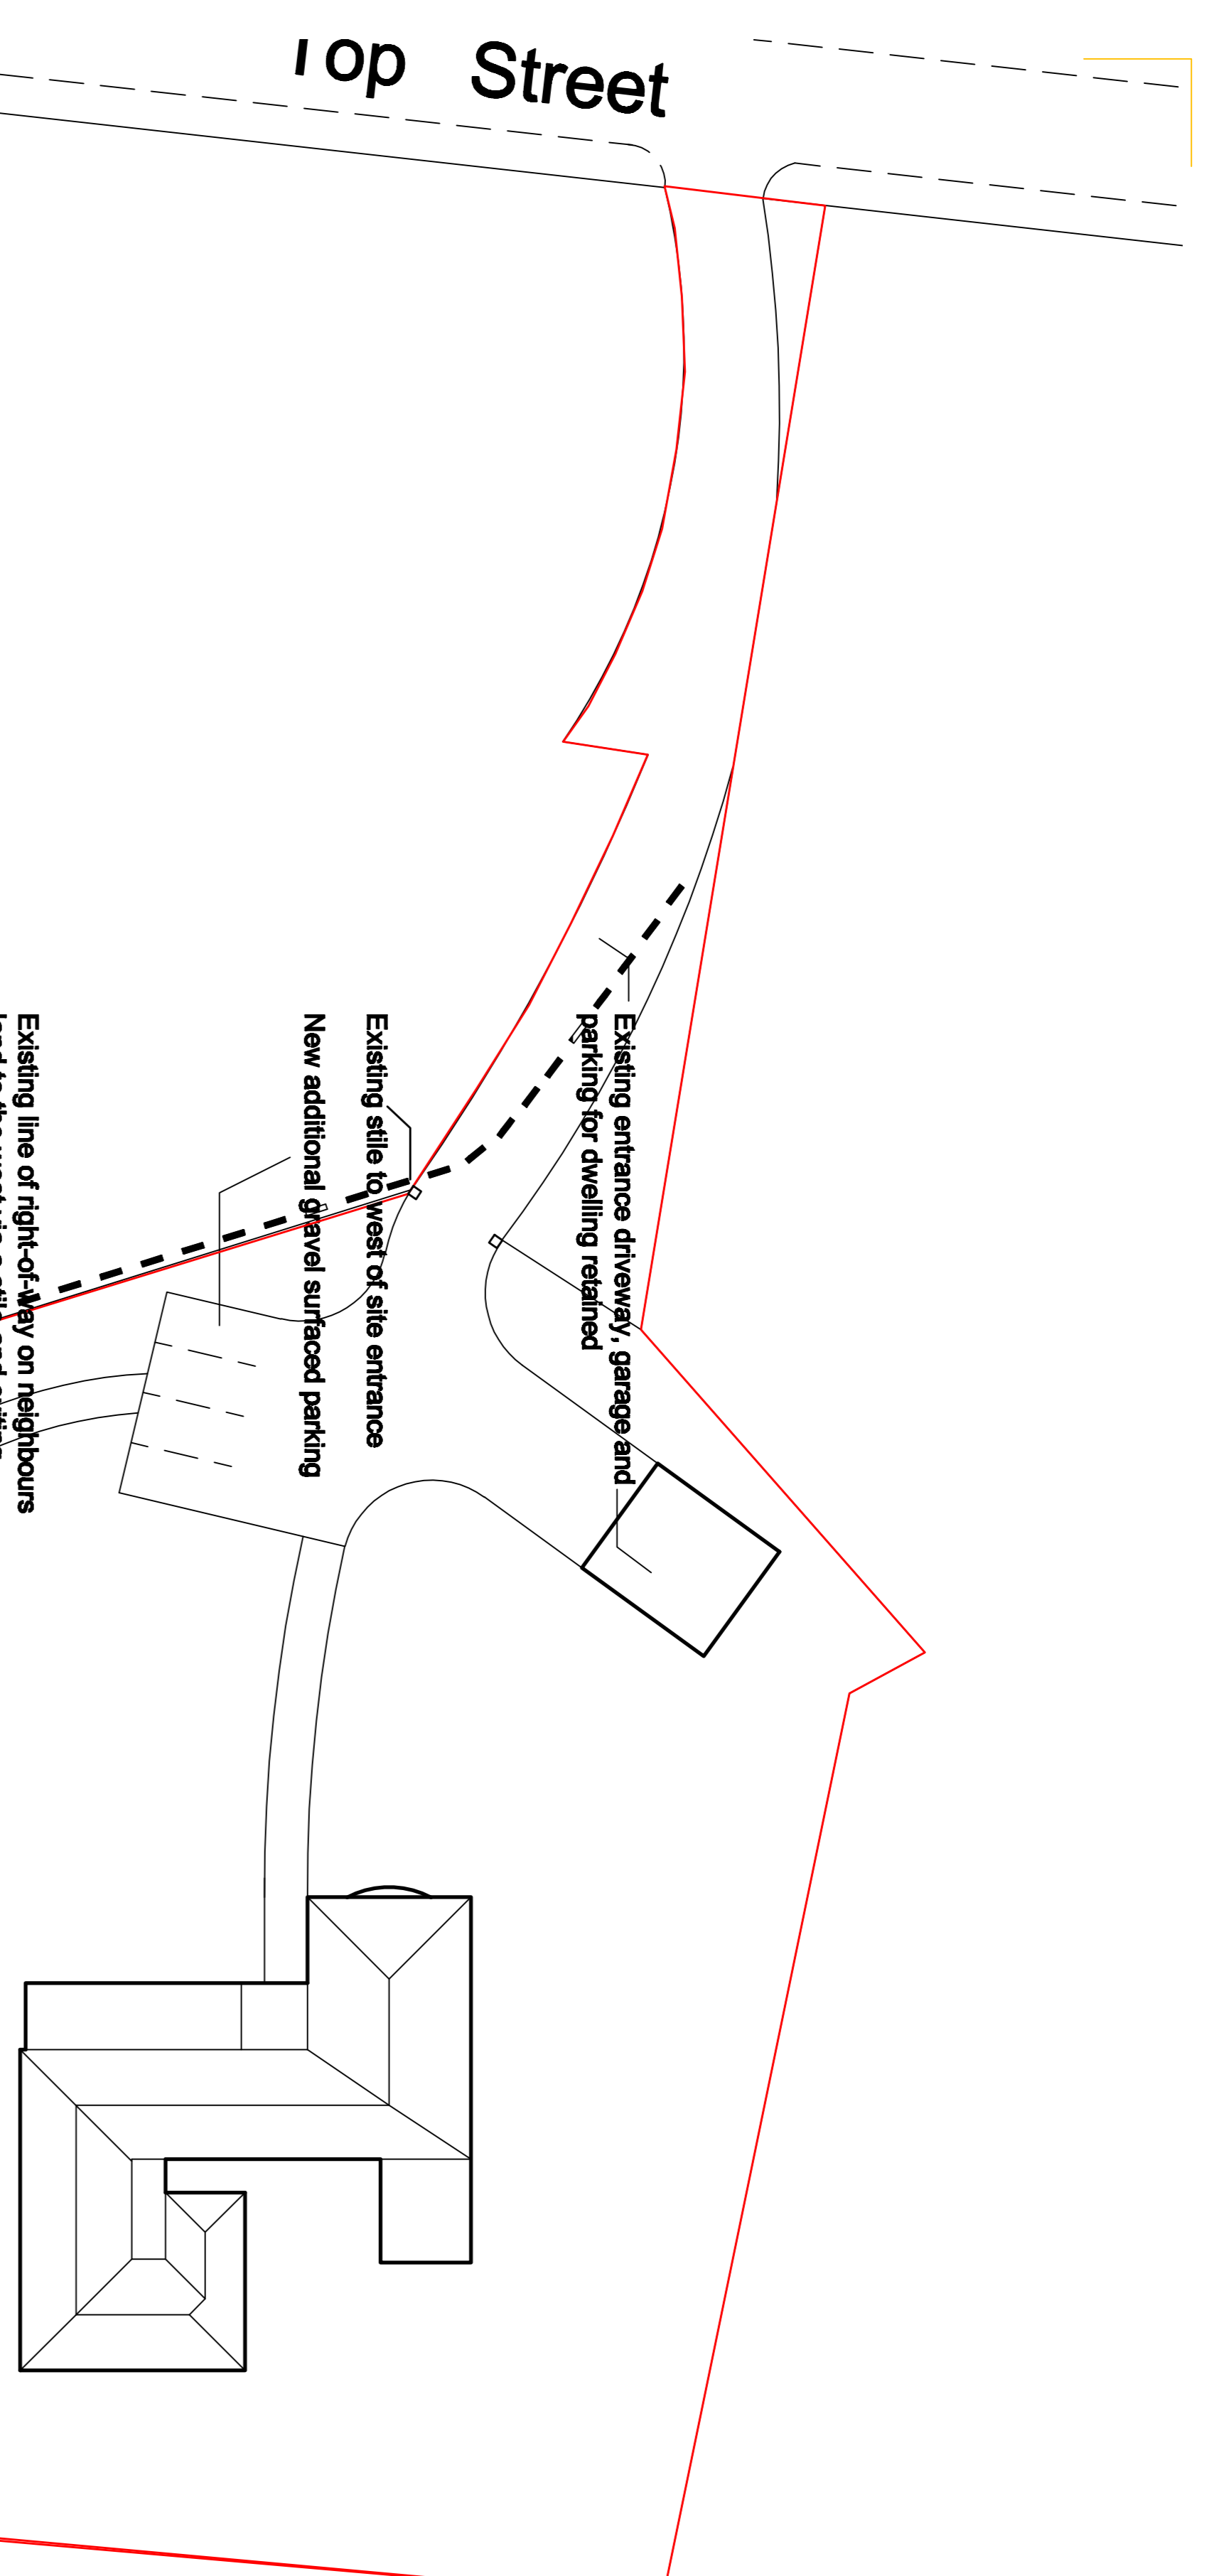 Top Street
Existing entrance driveway, garage and
parking for dwelling retained
Existing stile to west of site entrance
New additional gravel surfaced parking
Existing line of right-of-way on neighbours